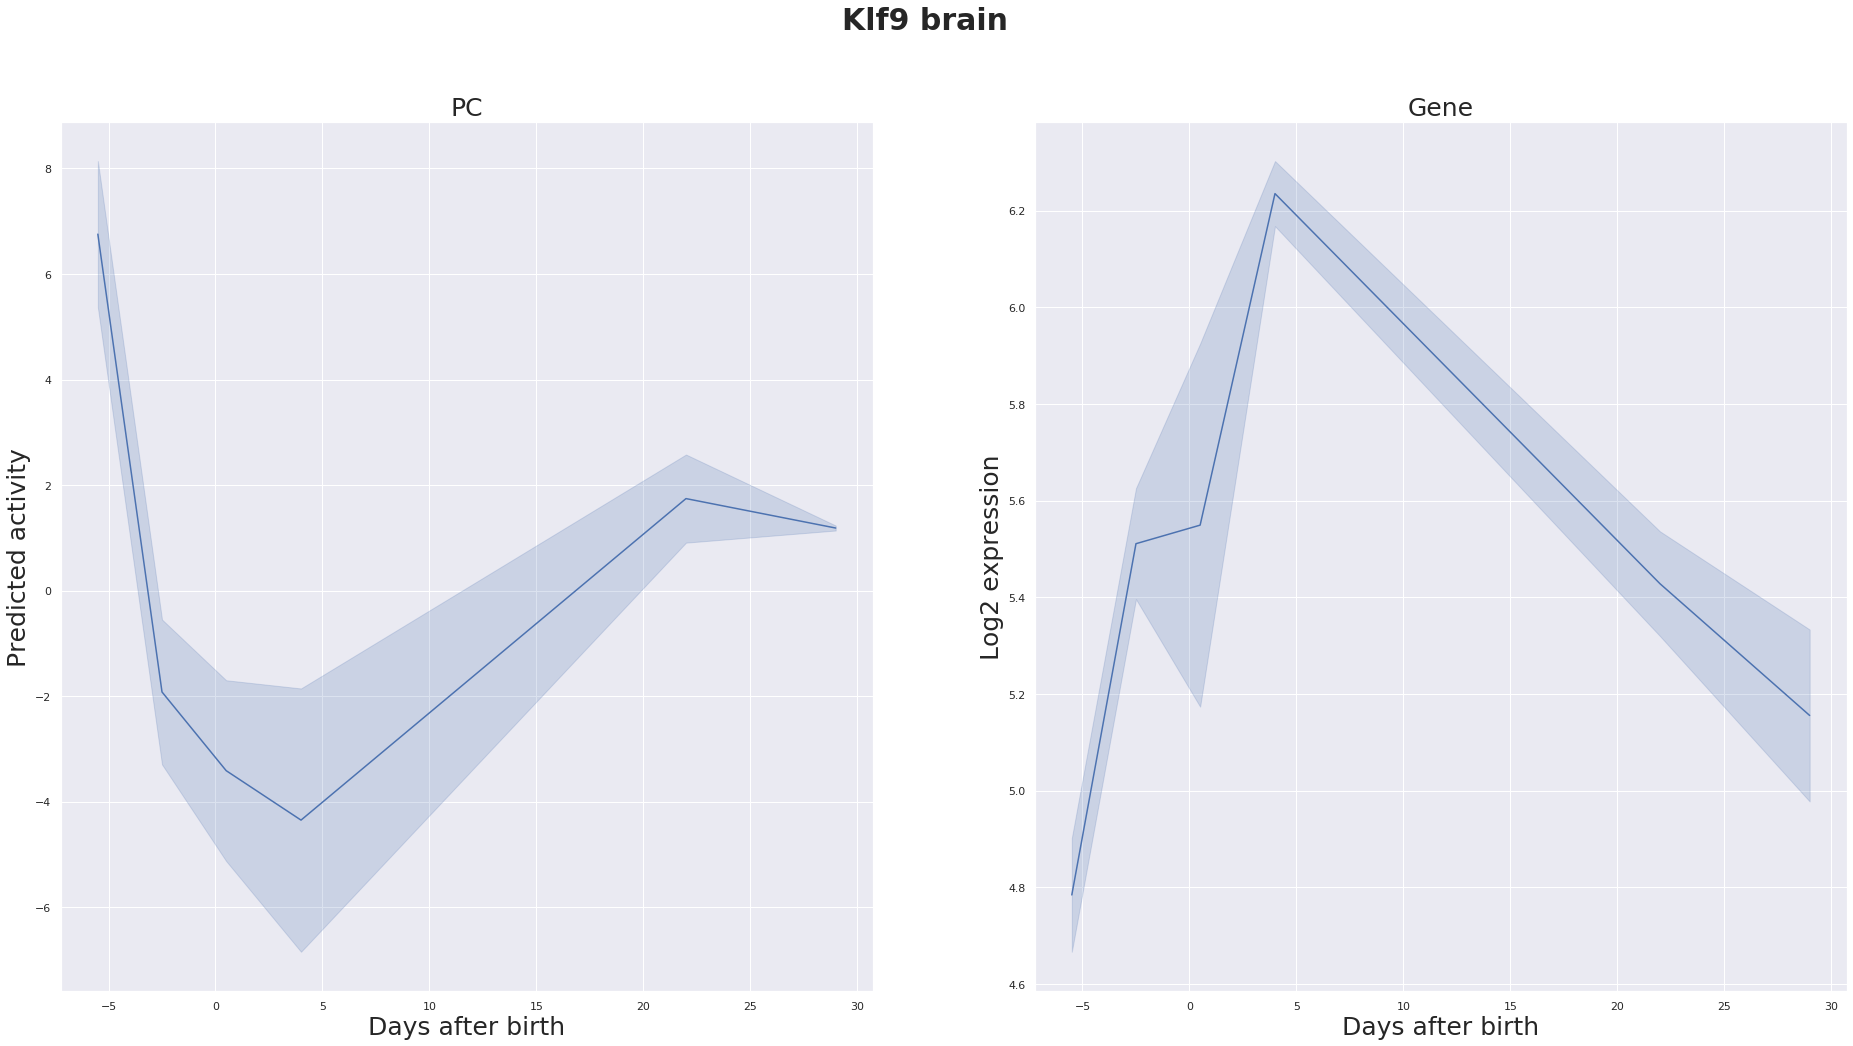 Klf9 brain
PC
Predicted activity
8
6
4
2
0
−2
−4
−6
−5 0 5 10 15 20 25 30
Days after birth
Gene
Log2 expression
6.2
6.0
5.8
5.6
5.4
5.2
5.0
4.8
4.6
−5 0 5 10 15 20 25 30
Days after birth